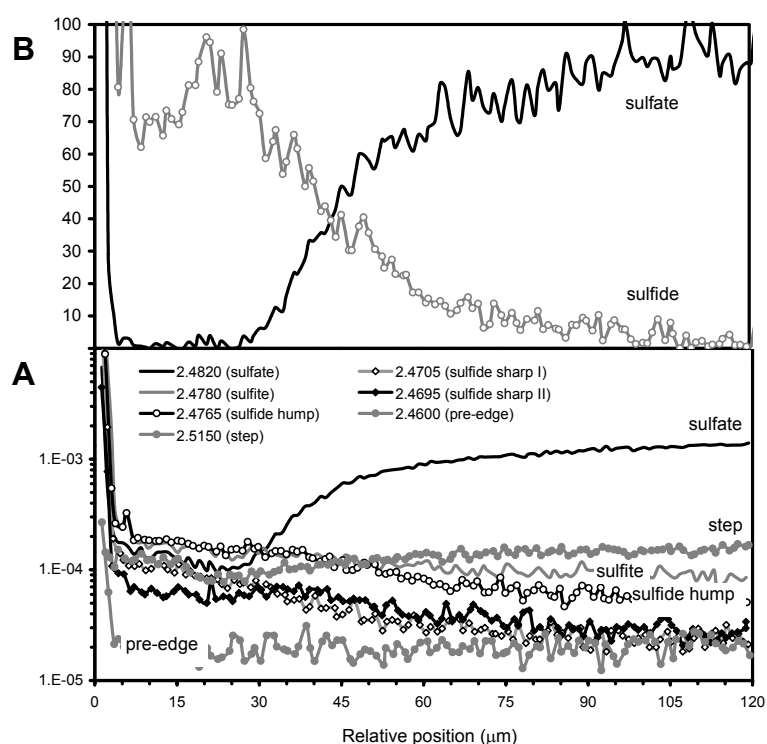 B
100
90
80
70
60
50
40
30
20
10
sulfate
sulfide
A
2.4820 (sulfate)
2.4780 (sulfite)
2.4765 (sulfide hump)
2.5150 (step)
2.4705 (sulfide sharp I)
2.4695 (sulfide sharp II)
2.4600 (pre-edge)
1.E-03
1.E-04
1.E-05
sulfate
step
sulfite
sulfide hump
pre-edge
0 15 30 45 60 75 90 105 120
Relative position (μm)